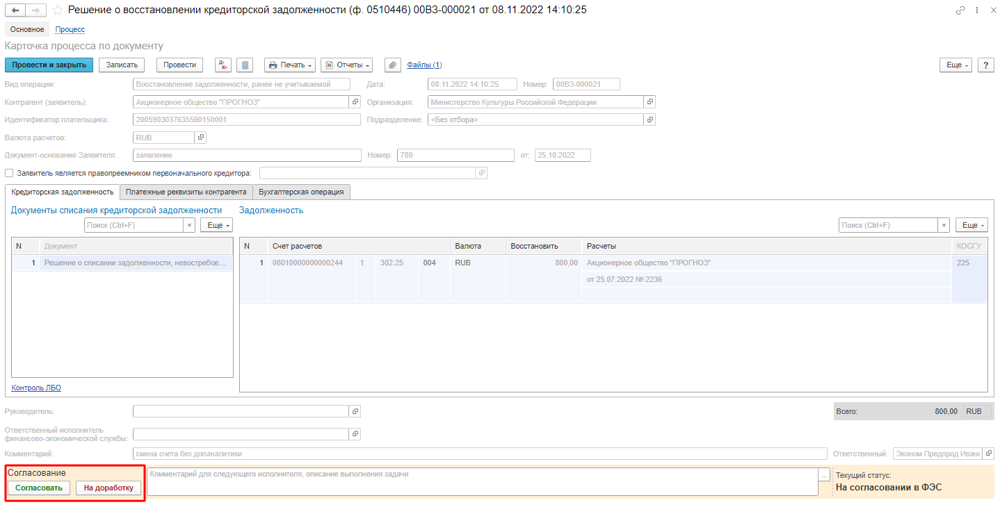 Решение о восстановлении кредиторской задолженности (ф. 0510446) 00ВЗ-000021 от 08.11.2022 14:10:25
Основное Процесс
Карточка процесса по документу
Провести и закрыть Записать Провести Дт Кт Печать Отчеты Файлы (1) Еще ?
Вид операции: Восстановление задолженности, ранее не учитываемой Дата: 08.11.2022 14:10:25 Номер: 00ВЗ-000021
Контрагент (заявитель): Акционерное общество "ПРОГНОЗ" Организация: Министерство Культуры Российской Федерации
Идентификатор плательщика: 2005903037635590150001 Подразделение: <Без отбора>
Валюта расчетов: RUB
Документ-основание Заявителя: заявление Номер: 789 от: 25.10.2022
Заявитель является правопреемником первоначального кредитора:
Кредиторская задолженность Платежные реквизиты контрагента Бухгалтерская операция
Документы списания кредиторской задолженности Задолженность
Поиск (Ctrl+F) × Еще Поиск (Ctrl+F) × Еще
N Документ N Счет расчетов Валюта Восстановить Расчеты КОСГУ
1 Решение о списании задолженности, невостребов... 1 08010000000000244 1 302.25 004 RUB 800,00 Акционерное общество "ПРОГНОЗ" 225
от 25.07.2022 № 2236
Контроль ЛБО
Руководитель: Всего: 800,00 RUB
Ответственный исполнитель
финансово-экономической службы:
Комментарий: смена счета без допаналитики Ответственный: Эконом Предпрод Иванс
Согласование Комментарий для следующего исполнителя, описание выполнения задачи ... Текущий статус:
Согласовать На доработку На согласовании в ФЭС